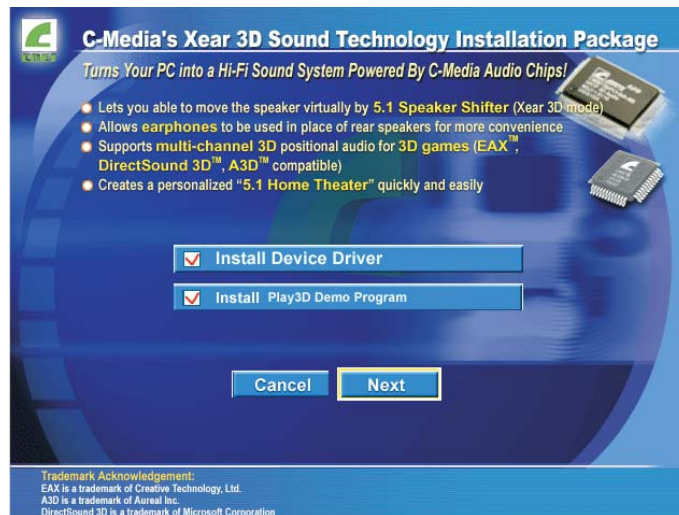 C-Media's Xear 3D Sound Technology Installation Package
Turns Your PC into a Hi-Fi Sound System Powered By C-Media Audio Chips!
Lets you able to move the speaker virtually by 5.1 Speaker Shifter (Xear 3D mode)
Allows earphones to be used in place of rear speakers for more convenience
Supports multi-channel 3D positional audio for 3D games (EAX™,
DirectSound 3D™, A3D™ compatible)
Creates a personalized “5.1 Home Theater” quickly and easily
Install Device Driver
Install Play3D Demo Program
Cancel Next
Trademark Acknowledgement:
EAX is a trademark of Creative Technology, Ltd.
A3D is a trademark of Aureal Inc.
DirectSound 3D is a trademark of Microsoft Corporation